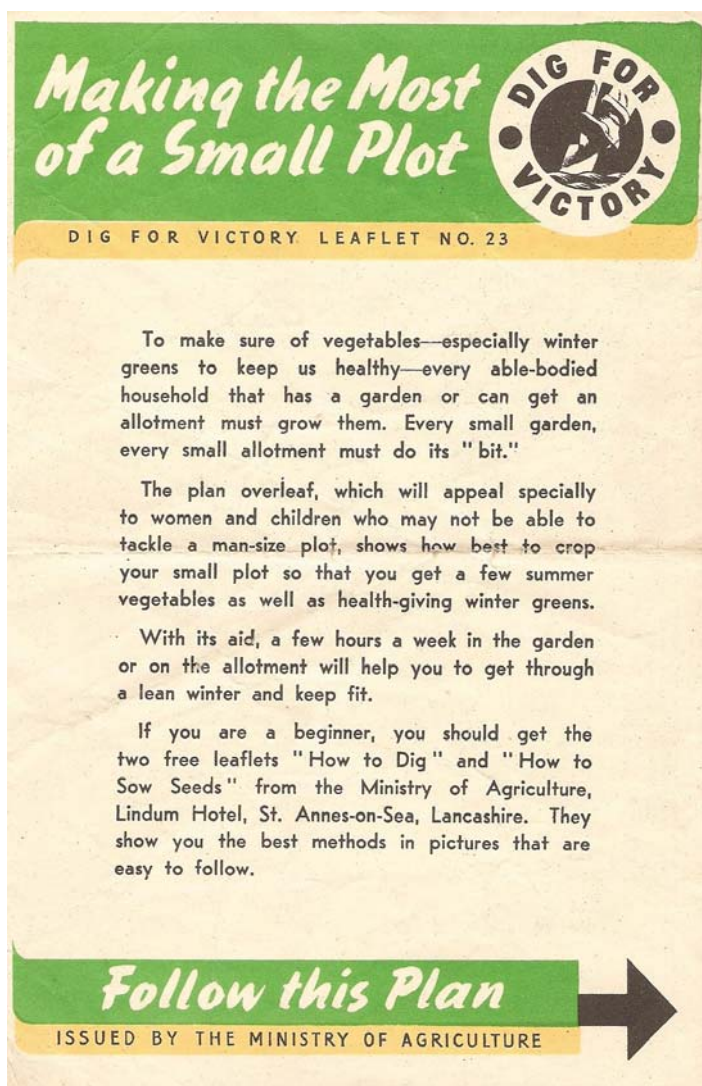 Making the Most
of a Small Plot
DIG FOR
VICTORY
DIG FOR VICTORY LEAFLET NO. 23
To make sure of vegetables—especially winter
greens to keep us healthy—every able-bodied
household that has a garden or can get an
allotment must grow them. Every small garden,
every small allotment must do its "bit."
The plan overleaf, which will appeal specially
to women and children who may not be able to
tackle a man-size plot, shows how best to crop
your small plot so that you get a few summer
vegetables as well as health-giving winter greens.
With its aid, a few hours a week in the garden
or on the allotment will help you to get through
a lean winter and keep fit.
If you are a beginner, you should get the
two free leaflets "How to Dig" and "How to
Sow Seeds" from the Ministry of Agriculture,
Lindum Hotel, St. Annes-on-Sea, Lancashire. They
show you the best methods in pictures that are
easy to follow.
Follow this Plan
ISSUED BY THE MINISTRY OF AGRICULTURE